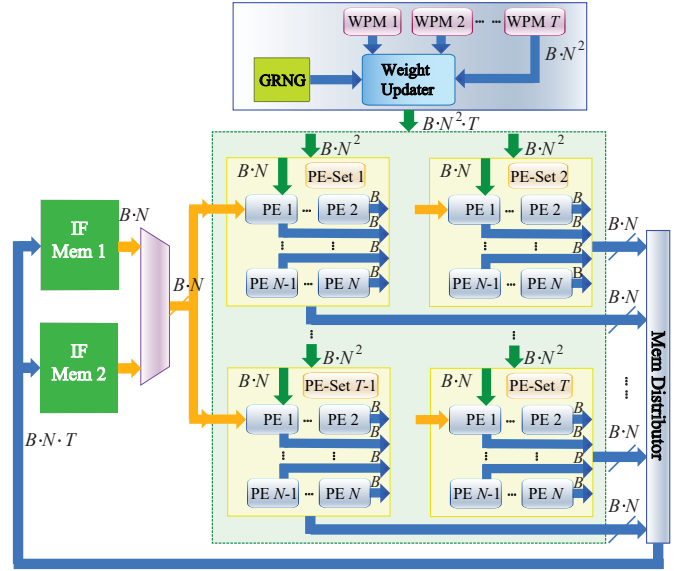 WPM 1
WPM 2
... ...
WPM T
B·N²
GRNG
Weight
Updater
B·N²·T
B·N²
B·N²
B·N
PE-Set 1
B·N
PE-Set 2
PE 1
...
PE 2
B
B
B
B
PE N-1
...
PE N
B
PE 1
...
PE 2
B
B
B
B
PE N-1
...
PE N
B
B·N
B·N
IF
Mem 1
B·N
B·N
IF
Mem 2
B·N·T
...
B·N²
...
B·N²
B·N
PE-Set T-1
B·N
PE-Set T
PE 1
...
PE 2
B
B
...
B
PE N-1
...
PE N
B
PE 1
...
PE 2
B
B
...
B
PE N-1
...
PE N
B
... ...
B·N
B·N
Mem Distributor